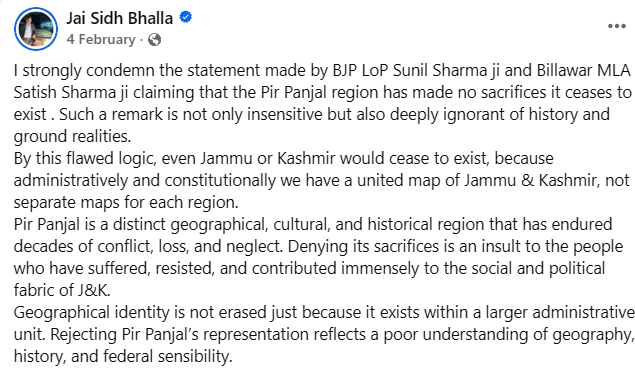 Jai Sidh Bhalla
4 February ·
I strongly condemn the statement made by BJP LoP Sunil Sharma ji and Billawar MLA
Satish Sharma ji claiming that the Pir Panjal region has made no sacrifices it ceases to
exist . Such a remark is not only insensitive but also deeply ignorant of history and
ground realities.
By this flawed logic, even Jammu or Kashmir would cease to exist, because
administratively and constitutionally we have a united map of Jammu & Kashmir, not
separate maps for each region.
Pir Panjal is a distinct geographical, cultural, and historical region that has endured
decades of conflict, loss, and neglect. Denying its sacrifices is an insult to the people
who have suffered, resisted, and contributed immensely to the social and political
fabric of J&K.
Geographical identity is not erased just because it exists within a larger administrative
unit. Rejecting Pir Panjal’s representation reflects a poor understanding of geography,
history, and federal sensibility.